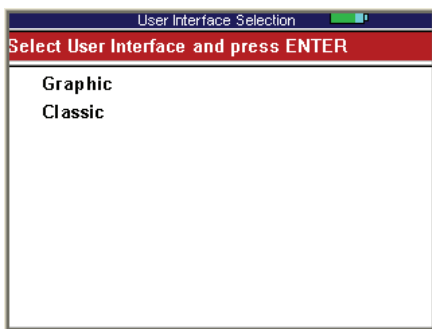 User Interface Selection
Select User Interface and press ENTER
Graphic
Classic